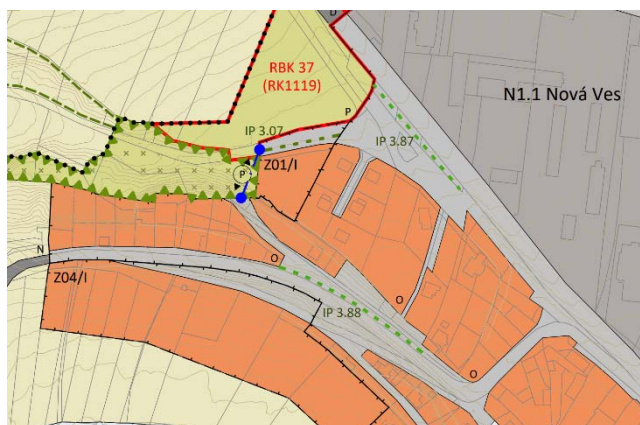 D
RBK 37
(RK1119)
N1.1 Nová Ves
P
IP 3.07
IP 3.87
Z01/I
P
N
O
O
Z04/I
O
IP 3.88
O